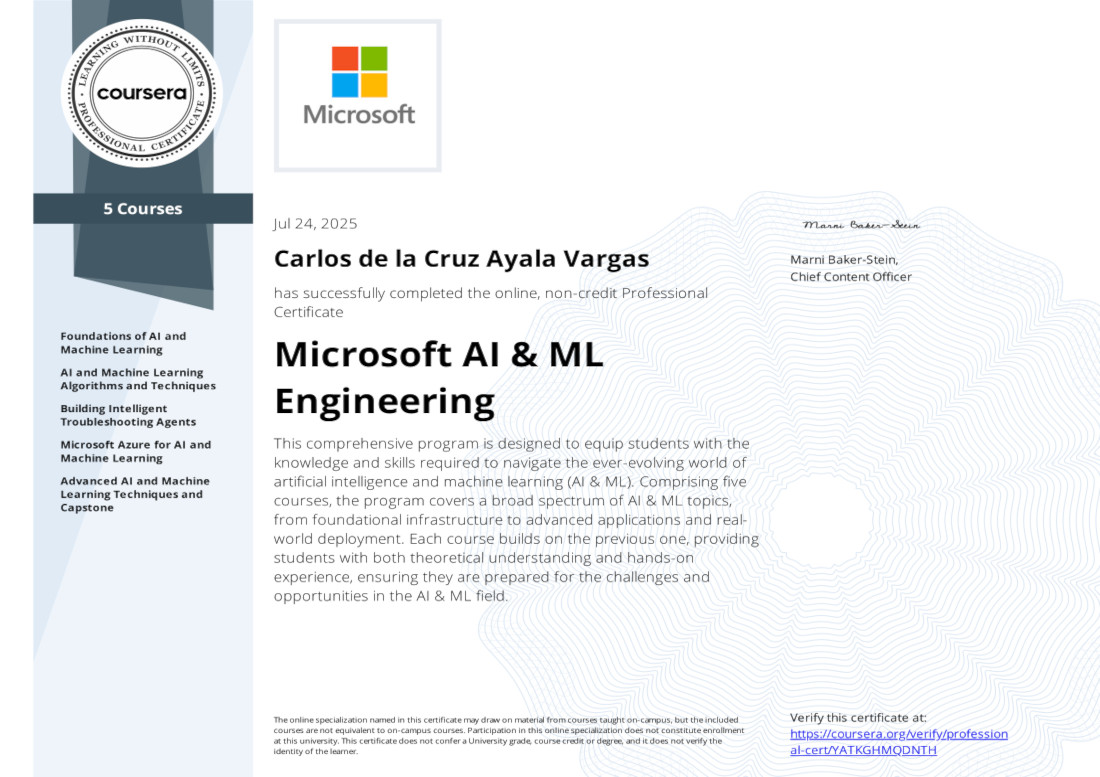 LEARNING WITHOUT LIMITS
coursera
PROFESSIONAL CERTIFICATE
Microsoft
5 Courses
Foundations of AI and
Machine Learning
AI and Machine Learning
Algorithms and Techniques
Building Intelligent
Troubleshooting Agents
Microsoft Azure for AI and
Machine Learning
Advanced AI and Machine
Learning Techniques and
Capstone
Jul 24, 2025
Carlos de la Cruz Ayala Vargas
has successfully completed the online, non-credit Professional
Certificate
Microsoft AI & ML
Engineering
This comprehensive program is designed to equip students with the
knowledge and skills required to navigate the ever-evolving world of
artificial intelligence and machine learning (AI & ML). Comprising five
courses, the program covers a broad spectrum of AI & ML topics,
from foundational infrastructure to advanced applications and real-
world deployment. Each course builds on the previous one, providing
students with both theoretical understanding and hands-on
experience, ensuring they are prepared for the challenges and
opportunities in the AI & ML field.
Marni Baker-Stein
Marni Baker-Stein,
Chief Content Officer
The online specialization named in this certificate may draw on material from courses taught on-campus, but the included
courses are not equivalent to on-campus courses. Participation in this online specialization does not constitute enrollment
at this university. This certificate does not confer a University grade, course credit or degree, and it does not verify the
identity of the learner.
Verify this certificate at:
https://coursera.org/verify/profession
al-cert/YATKGHMQDNTH